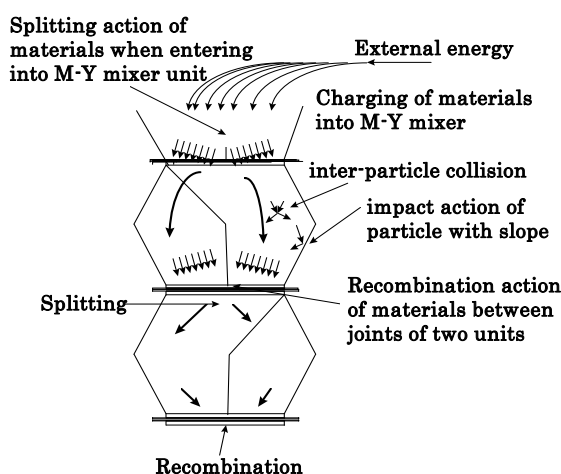 Splitting action of
materials when entering
into M-Y mixer unit
External energy
Charging of materials
into M-Y mixer
inter-particle collision
impact action of
particle with slope
Recombination action
of materials between
joints of two units
Splitting
Recombination